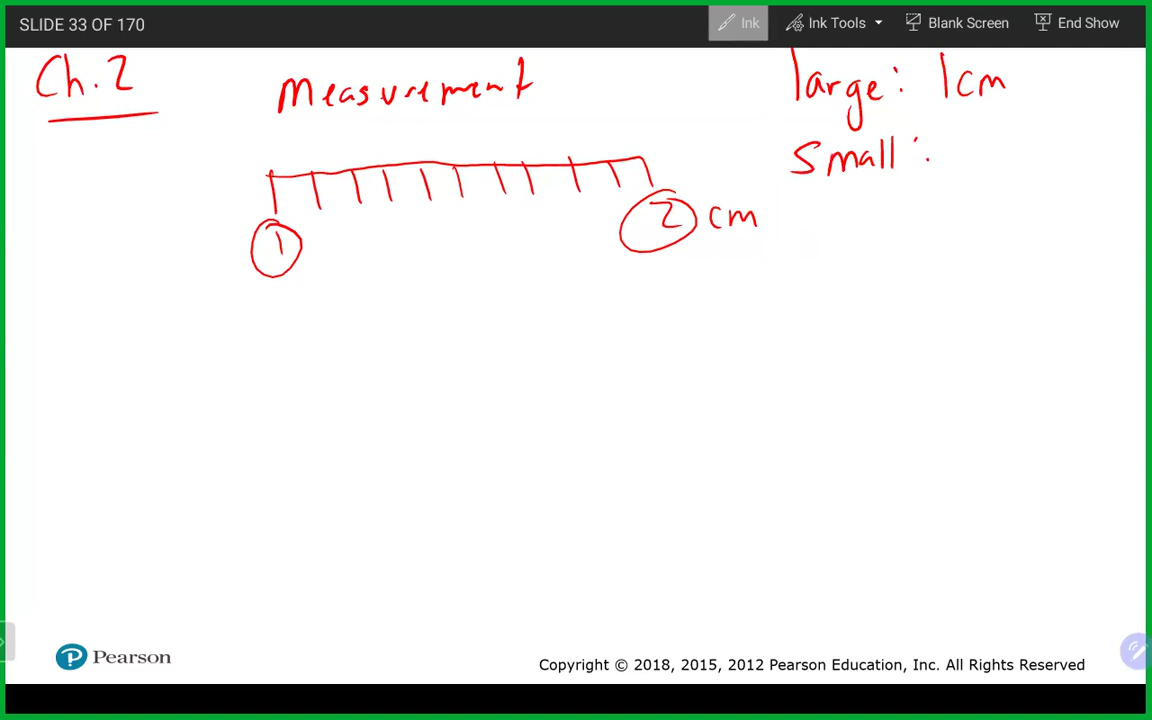 SLIDE 33 OF 170 Ink Ink Tools Blank Screen End Show
Ch. 2 Measurement large: 1cm
small:
1 2 cm
Pearson
Copyright © 2018, 2015, 2012 Pearson Education, Inc. All Rights Reserved